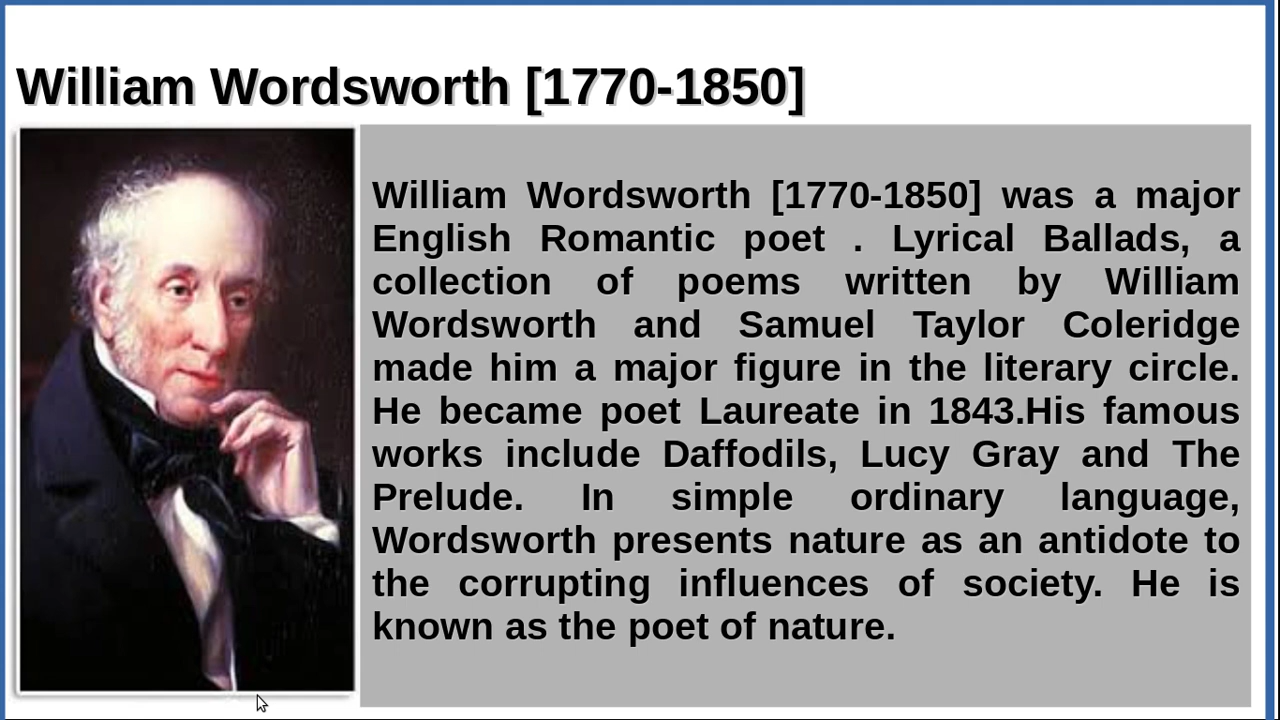 William Wordsworth [1770-1850]
William Wordsworth [1770-1850] was a major
English Romantic poet . Lyrical Ballads, a
collection of poems written by William
Wordsworth and Samuel Taylor Coleridge
made him a major figure in the literary circle.
He became poet Laureate in 1843.His famous
works include Daffodils, Lucy Gray and The
Prelude. In simple ordinary language,
Wordsworth presents nature as an antidote to
the corrupting influences of society. He is
known as the poet of nature.